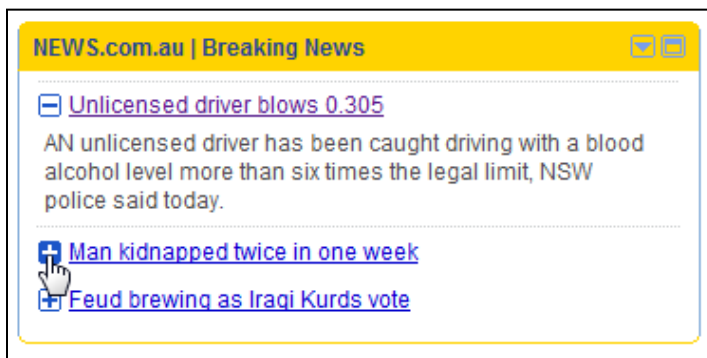 NEWS.com.au | Breaking News
Unlicensed driver blows 0.305
AN unlicensed driver has been caught driving with a blood
alcohol level more than six times the legal limit, NSW
police said today.
Man kidnapped twice in one week
Feud brewing as Iraqi Kurds vote